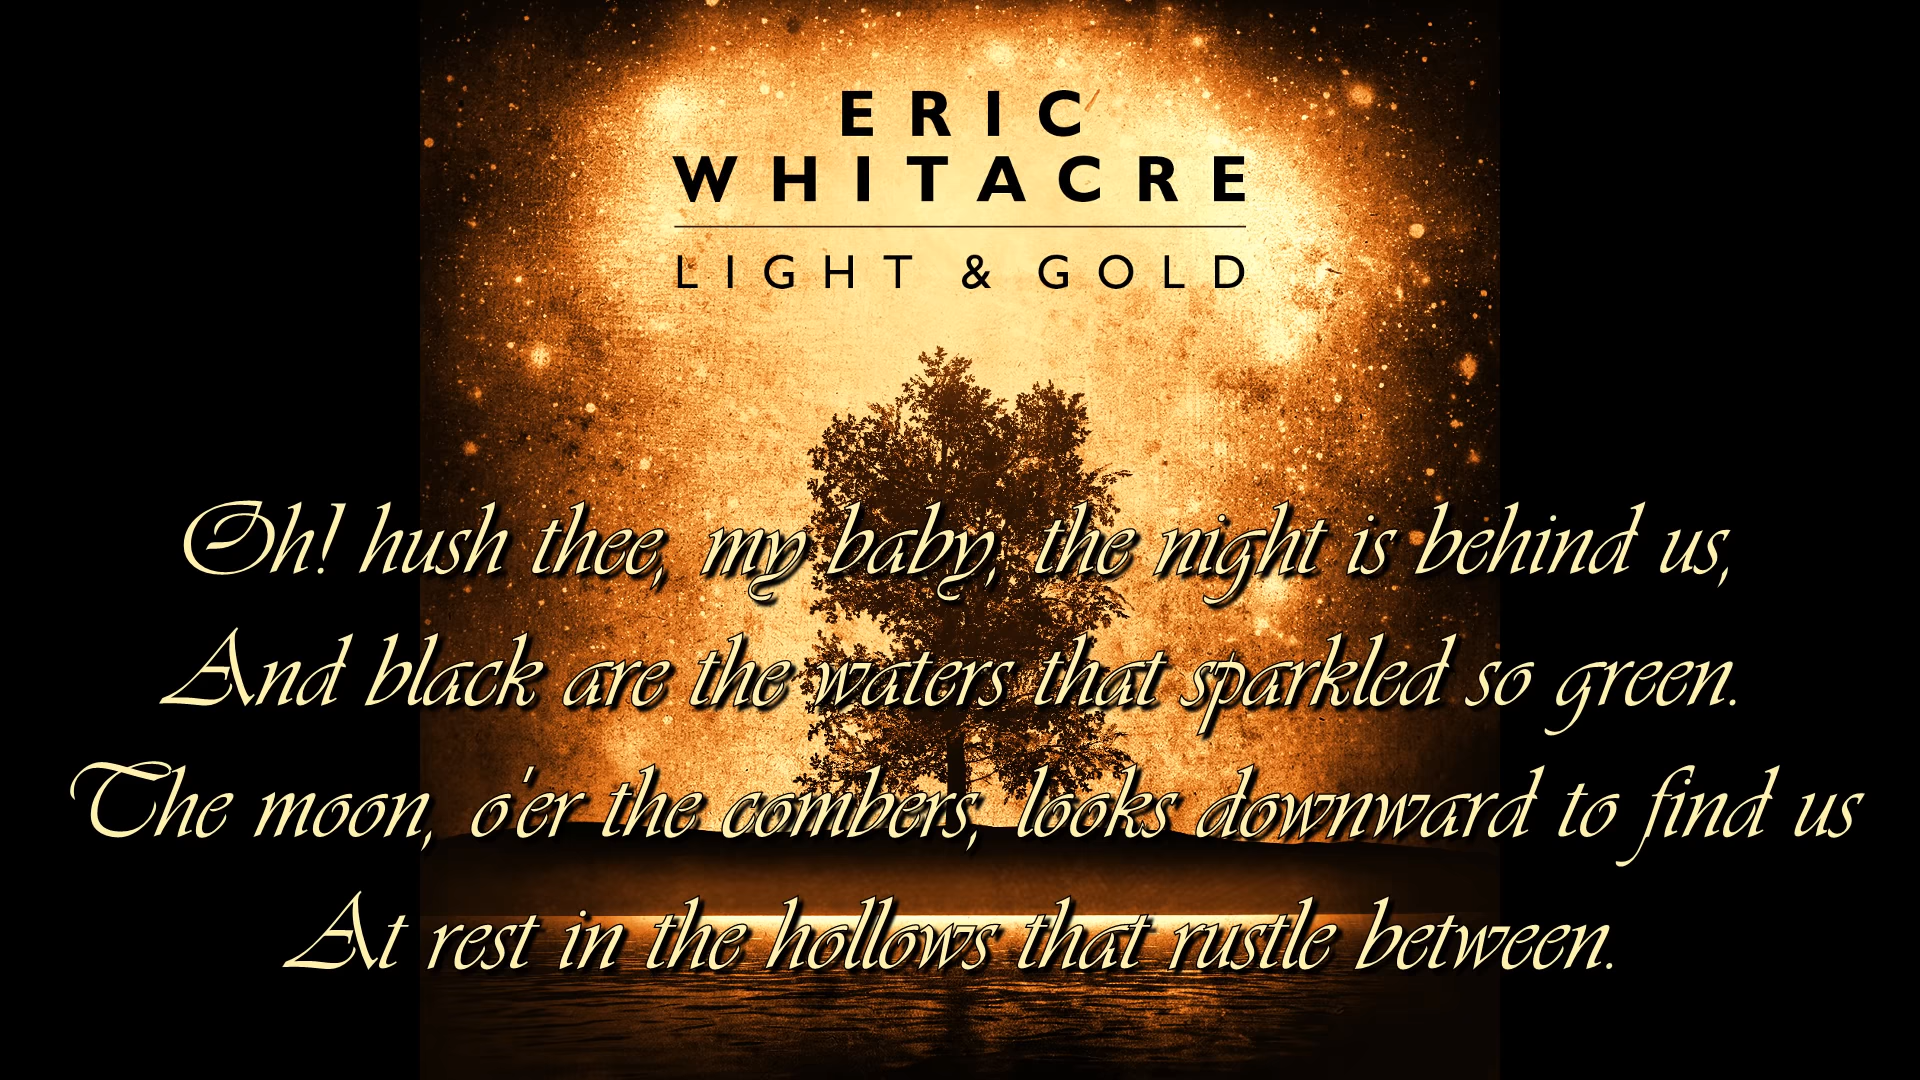 ERIC
WHITACRE
LIGHT & GOLD
Oh! hush thee, my baby, the night is behind us,
And black are the waters that sparkled so green.
The moon, o'er the combers, looks downward to find us
At rest in the hollows that rustle between.